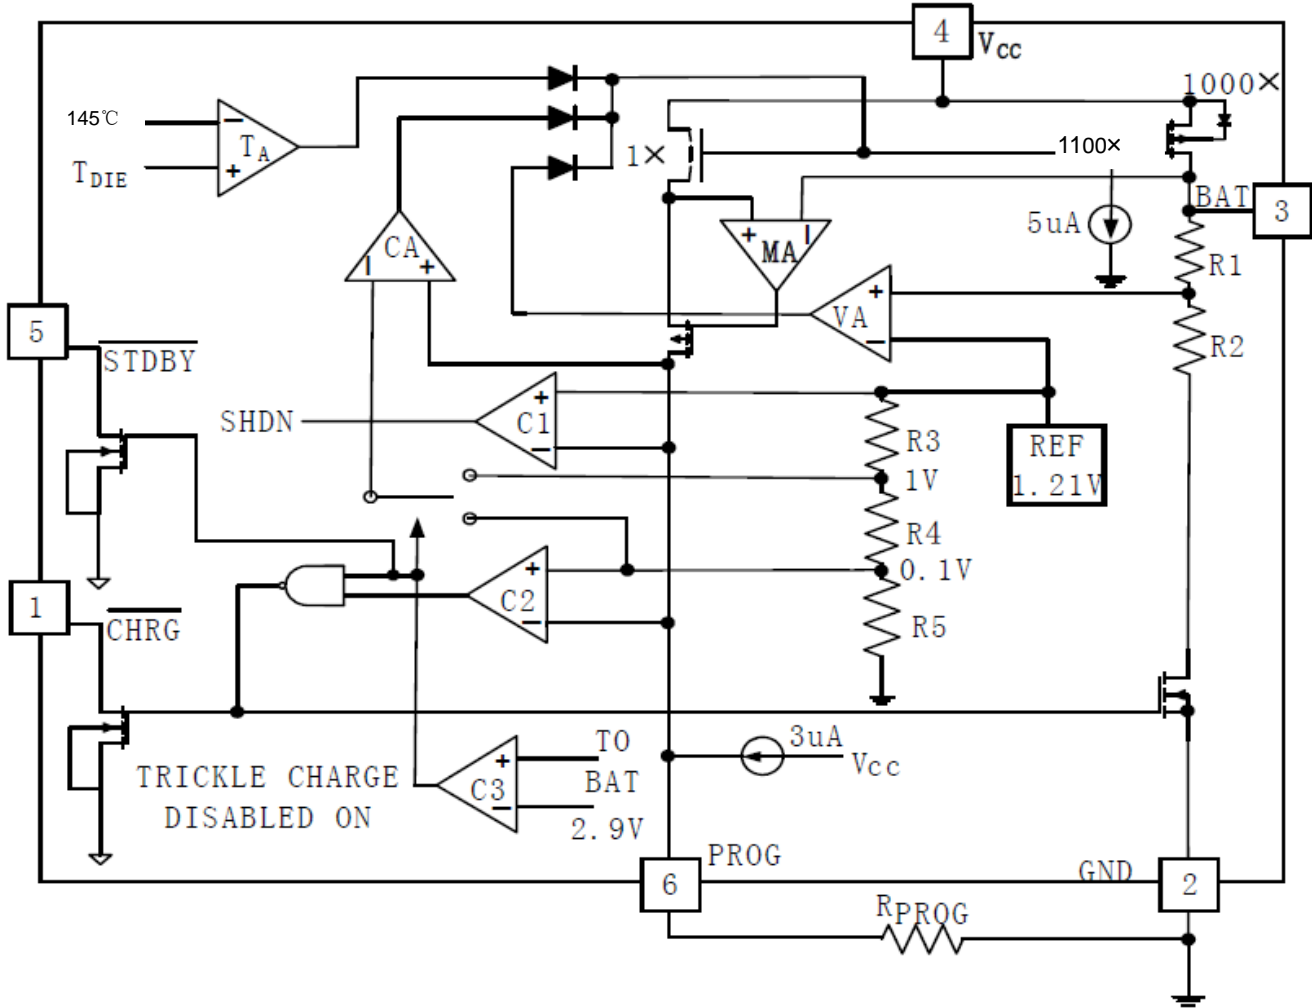 4
VCC
1000×
145℃
−
TA
+
TDIE
1×
1100×
BAT
3
5uA
CA
−
+
+
−
MA
R1
+
VA
−
R2
5
STDBY
SHDN
+
C1
−
R3
1V
REF
1.21V
R4
0.1V
+
C2
−
R5
1
CHRG
3uA
Vcc
TO
BAT
+
C3
−
2.9V
TRICKLE CHARGE
DISABLED ON
PROG
6
GND
2
RPROG